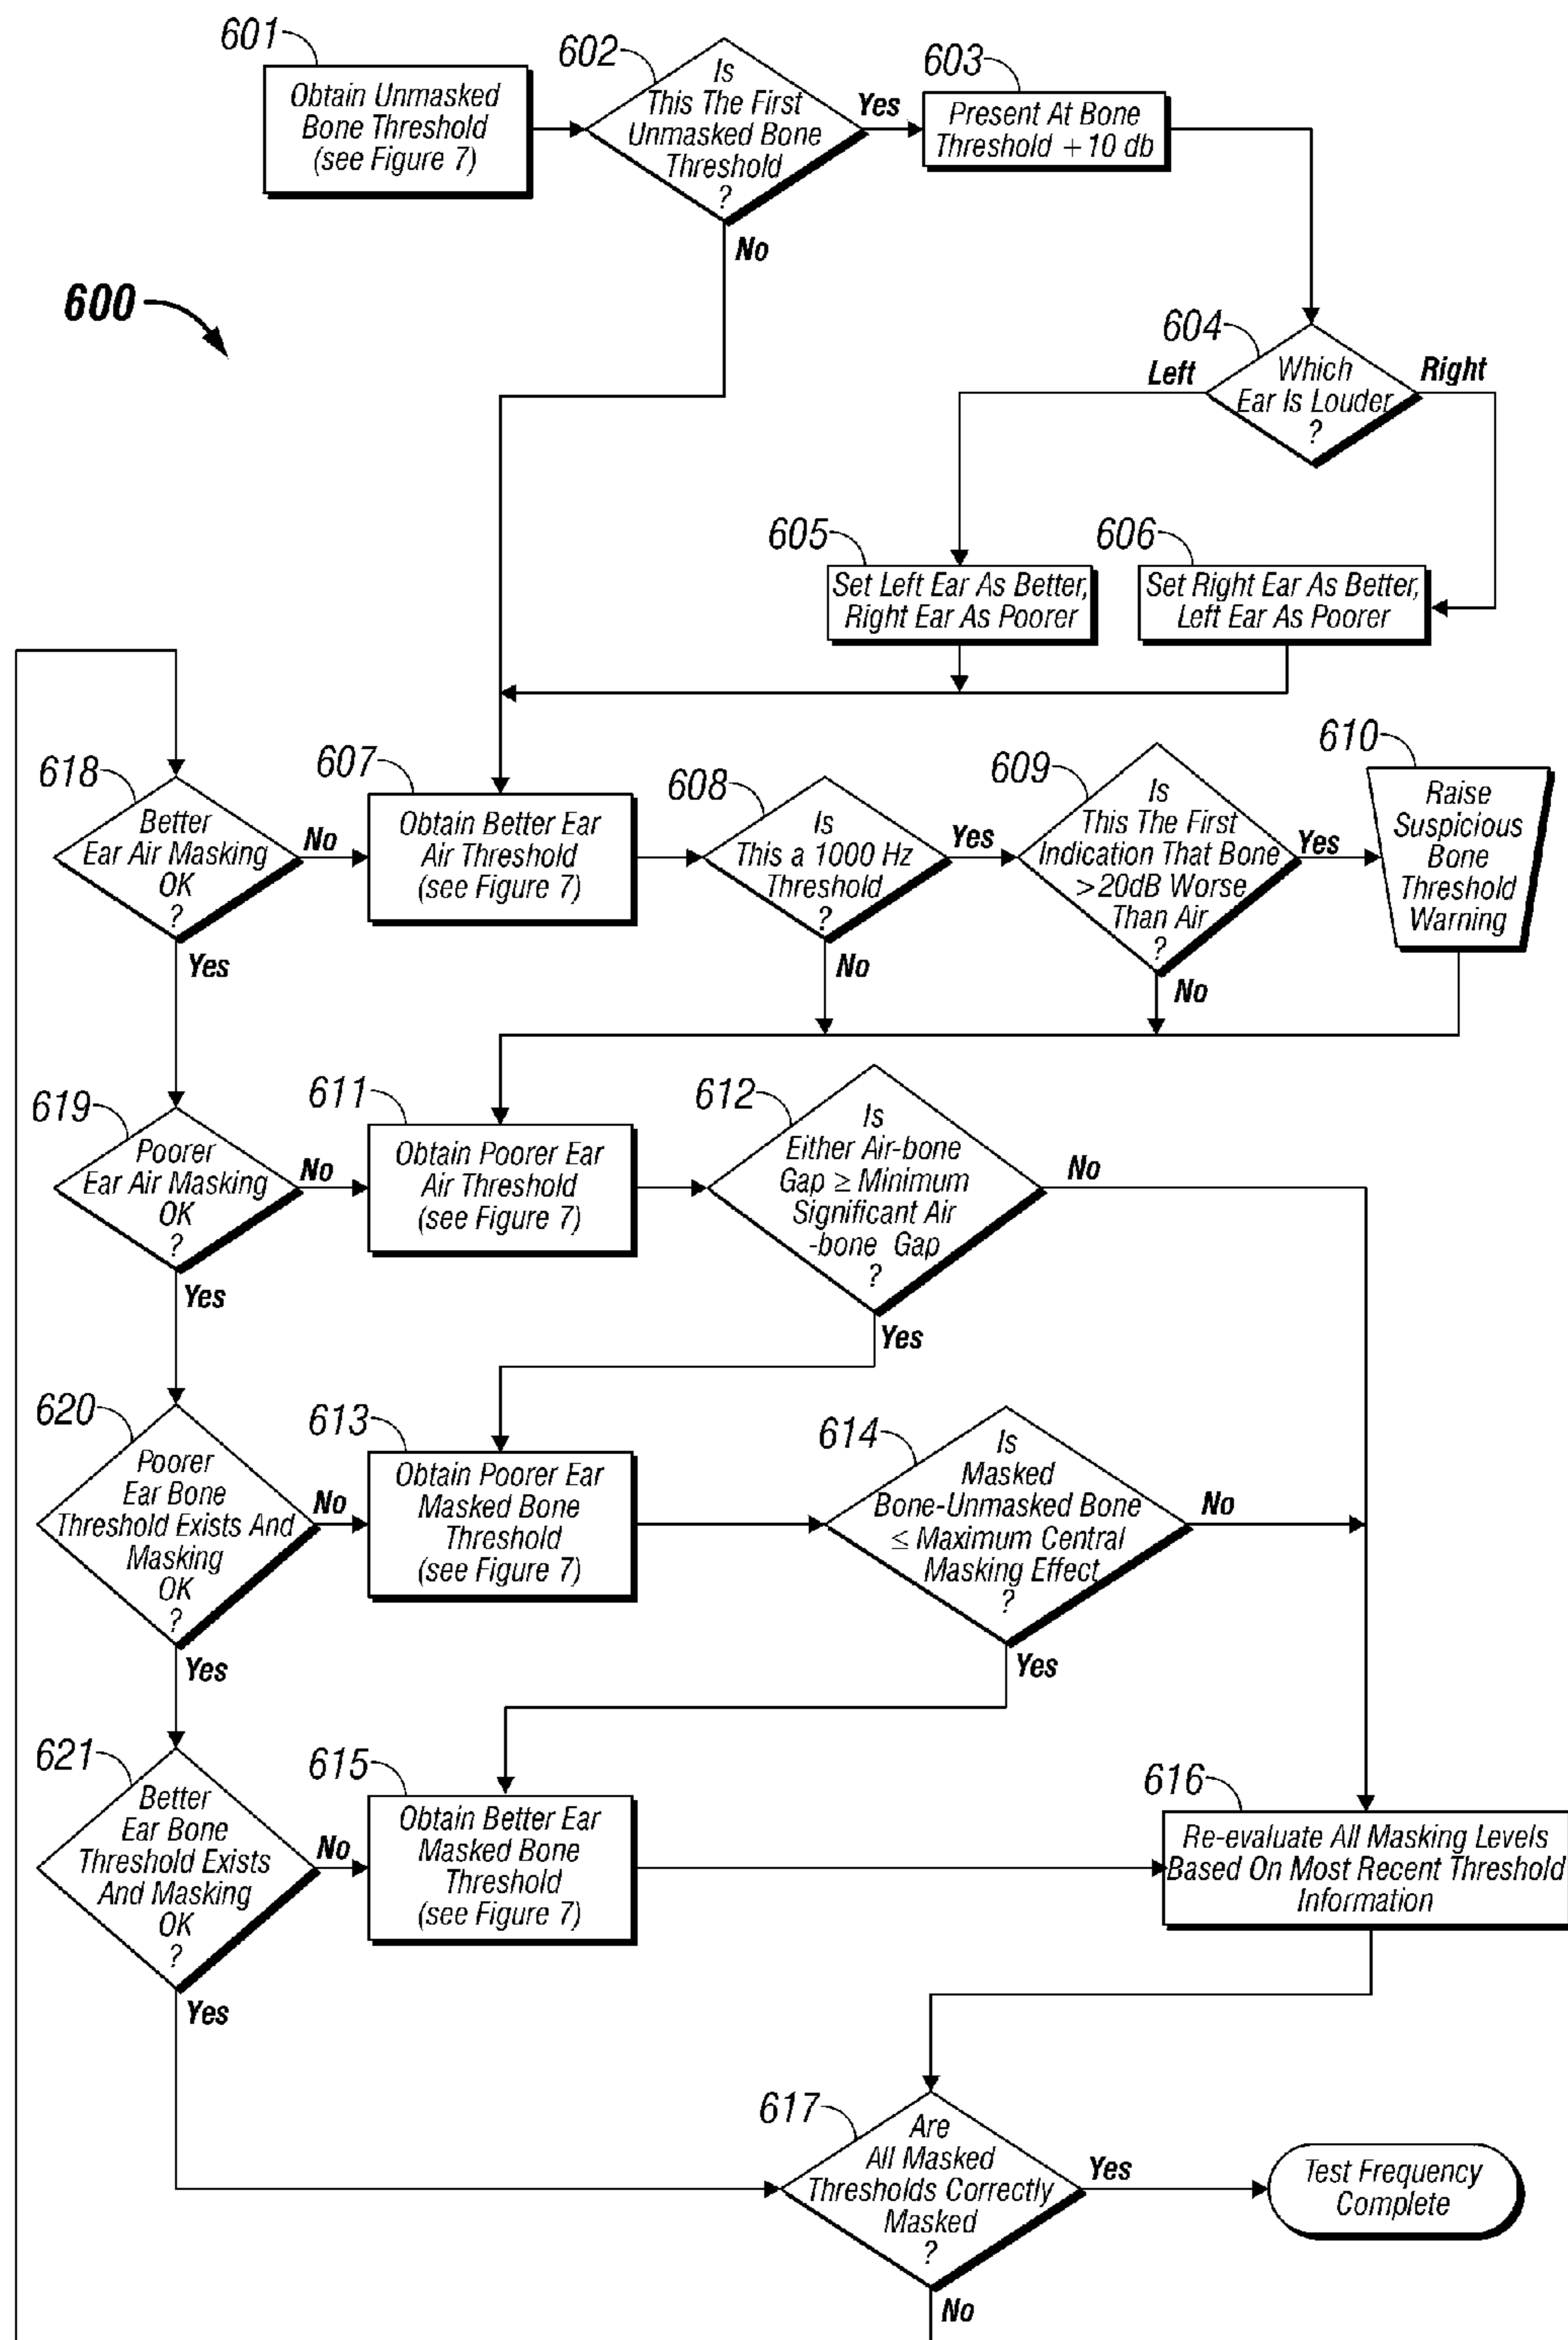 601
Obtain Unmasked
Bone Threshold
(see Figure 7)
602
Is
This The First
Unmasked Bone
Threshold
?
Yes
No
603
Present At Bone
Threshold +10 db
600
604
Which
Ear Is Louder
?
Left
Right
605
Set Left Ear As Better,
Right Ear As Poorer
606
Set Right Ear As Better,
Left Ear As Poorer
618
Better
Ear Air Masking
OK
?
No
Yes
607
Obtain Better Ear
Air Threshold
(see Figure 7)
608
Is
This a 1000 Hz
Threshold
?
Yes
No
609
Is
This The First
Indication That Bone
>20dB Worse
Than Air
?
Yes
No
610
Raise
Suspicious
Bone
Threshold
Warning
619
Poorer
Ear Air Masking
OK
?
No
Yes
611
Obtain Poorer Ear
Air Threshold
(see Figure 7)
612
Is
Either Air-bone
Gap ≥ Minimum
Significant Air
-bone Gap
?
No
Yes
620
Poorer
Ear Bone
Threshold Exists And
Masking
OK
?
No
Yes
613
Obtain Poorer Ear
Masked Bone
Threshold
(see Figure 7)
614
Is
Masked
Bone-Unmasked Bone
≤ Maximum Central
Masking Effect
?
No
Yes
621
Better
Ear Bone
Threshold Exists
And Masking
OK
?
No
Yes
615
Obtain Better Ear
Masked Bone
Threshold
(see Figure 7)
616
Re-evaluate All Masking Levels
Based On Most Recent Threshold
Information
617
Are
All Masked
Thresholds Correctly
Masked
?
Yes
No
Test Frequency
Complete